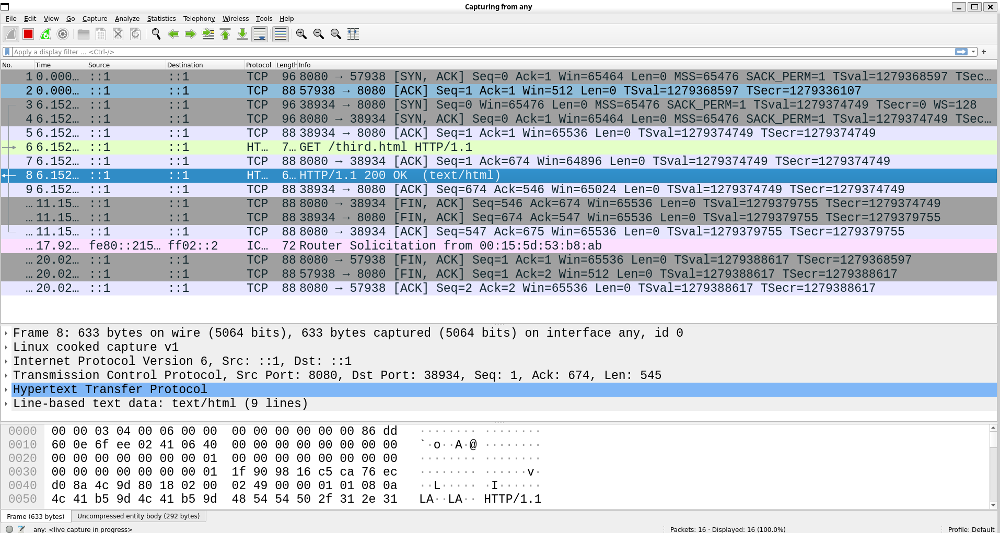 Capturing from any
File Edit View Go Capture Analyze Statistics Telephony Wireless Tools Help
Apply a display filter ... <Ctrl-/>
No. Time Source Destination Protocol Length Info
1 0.000… ::1 ::1 TCP 96 8080 → 57938 [SYN, ACK] Seq=0 Ack=1 Win=65464 Len=0 MSS=65476 SACK_PERM=1 TSval=1279368597 TSec…
2 0.000… ::1 ::1 TCP 88 57938 → 8080 [ACK] Seq=1 Ack=1 Win=512 Len=0 TSval=1279368597 TSecr=1279336107
3 6.152… ::1 ::1 TCP 96 38934 → 8080 [SYN] Seq=0 Win=65476 Len=0 MSS=65476 SACK_PERM=1 TSval=1279374749 TSecr=0 WS=128
4 6.152… ::1 ::1 TCP 96 8080 → 38934 [SYN, ACK] Seq=0 Ack=1 Win=65464 Len=0 MSS=65476 SACK_PERM=1 TSval=1279374749 TSec…
5 6.152… ::1 ::1 TCP 88 38934 → 8080 [ACK] Seq=1 Ack=1 Win=65536 Len=0 TSval=1279374749 TSecr=1279374749
6 6.152… ::1 ::1 HT… 7… GET /third.html HTTP/1.1
7 6.152… ::1 ::1 TCP 88 8080 → 38934 [ACK] Seq=1 Ack=674 Win=64896 Len=0 TSval=1279374749 TSecr=1279374749
8 6.152… ::1 ::1 HT… 6… HTTP/1.1 200 OK  (text/html)
9 6.152… ::1 ::1 TCP 88 38934 → 8080 [ACK] Seq=674 Ack=546 Win=65024 Len=0 TSval=1279374749 TSecr=1279374749
… 11.15… ::1 ::1 TCP 88 8080 → 38934 [FIN, ACK] Seq=546 Ack=674 Win=65536 Len=0 TSval=1279379755 TSecr=1279374749
… 11.15… ::1 ::1 TCP 88 38934 → 8080 [FIN, ACK] Seq=674 Ack=547 Win=65536 Len=0 TSval=1279379755 TSecr=1279379755
… 11.15… ::1 ::1 TCP 88 8080 → 38934 [ACK] Seq=547 Ack=675 Win=65536 Len=0 TSval=1279379755 TSecr=1279379755
… 17.92… fe80::215… ff02::2 IC… 72 Router Solicitation from 00:15:5d:53:b8:ab
… 20.02… ::1 ::1 TCP 88 8080 → 57938 [FIN, ACK] Seq=1 Ack=1 Win=65536 Len=0 TSval=1279388617 TSecr=1279368597
… 20.02… ::1 ::1 TCP 88 57938 → 8080 [FIN, ACK] Seq=1 Ack=2 Win=512 Len=0 TSval=1279388617 TSecr=1279388617
… 20.02… ::1 ::1 TCP 88 8080 → 57938 [ACK] Seq=2 Ack=2 Win=65536 Len=0 TSval=1279388617 TSecr=1279388617
Frame 8: 633 bytes on wire (5064 bits), 633 bytes captured (5064 bits) on interface any, id 0
Linux cooked capture v1
Internet Protocol Version 6, Src: ::1, Dst: ::1
Transmission Control Protocol, Src Port: 8080, Dst Port: 38934, Seq: 1, Ack: 674, Len: 545
Hypertext Transfer Protocol
Line-based text data: text/html (9 lines)
0000 00 00 03 04 00 06 00 00 00 00 00 00 00 00 86 dd ········ ········
0010 60 0e 6f ee 02 41 06 40 00 00 00 00 00 00 00 00 `·o··A·@ ········
0020 00 00 00 00 00 00 00 01 00 00 00 00 00 00 00 00 ········ ········
0030 00 00 00 00 00 00 00 01 1f 90 98 16 c5 ca 76 ec ········ ······v·
0040 d0 8a 4c 9d 80 18 02 00 02 49 00 00 01 01 08 0a ··L····· ·I······
0050 4c 41 b5 9d 4c 41 b5 9d 48 54 54 50 2f 31 2e 31 LA··LA·· HTTP/1.1
Frame (633 bytes) Uncompressed entity body (292 bytes)
any: <live capture in progress> Packets: 16 · Displayed: 16 (100.0%) Profile: Default